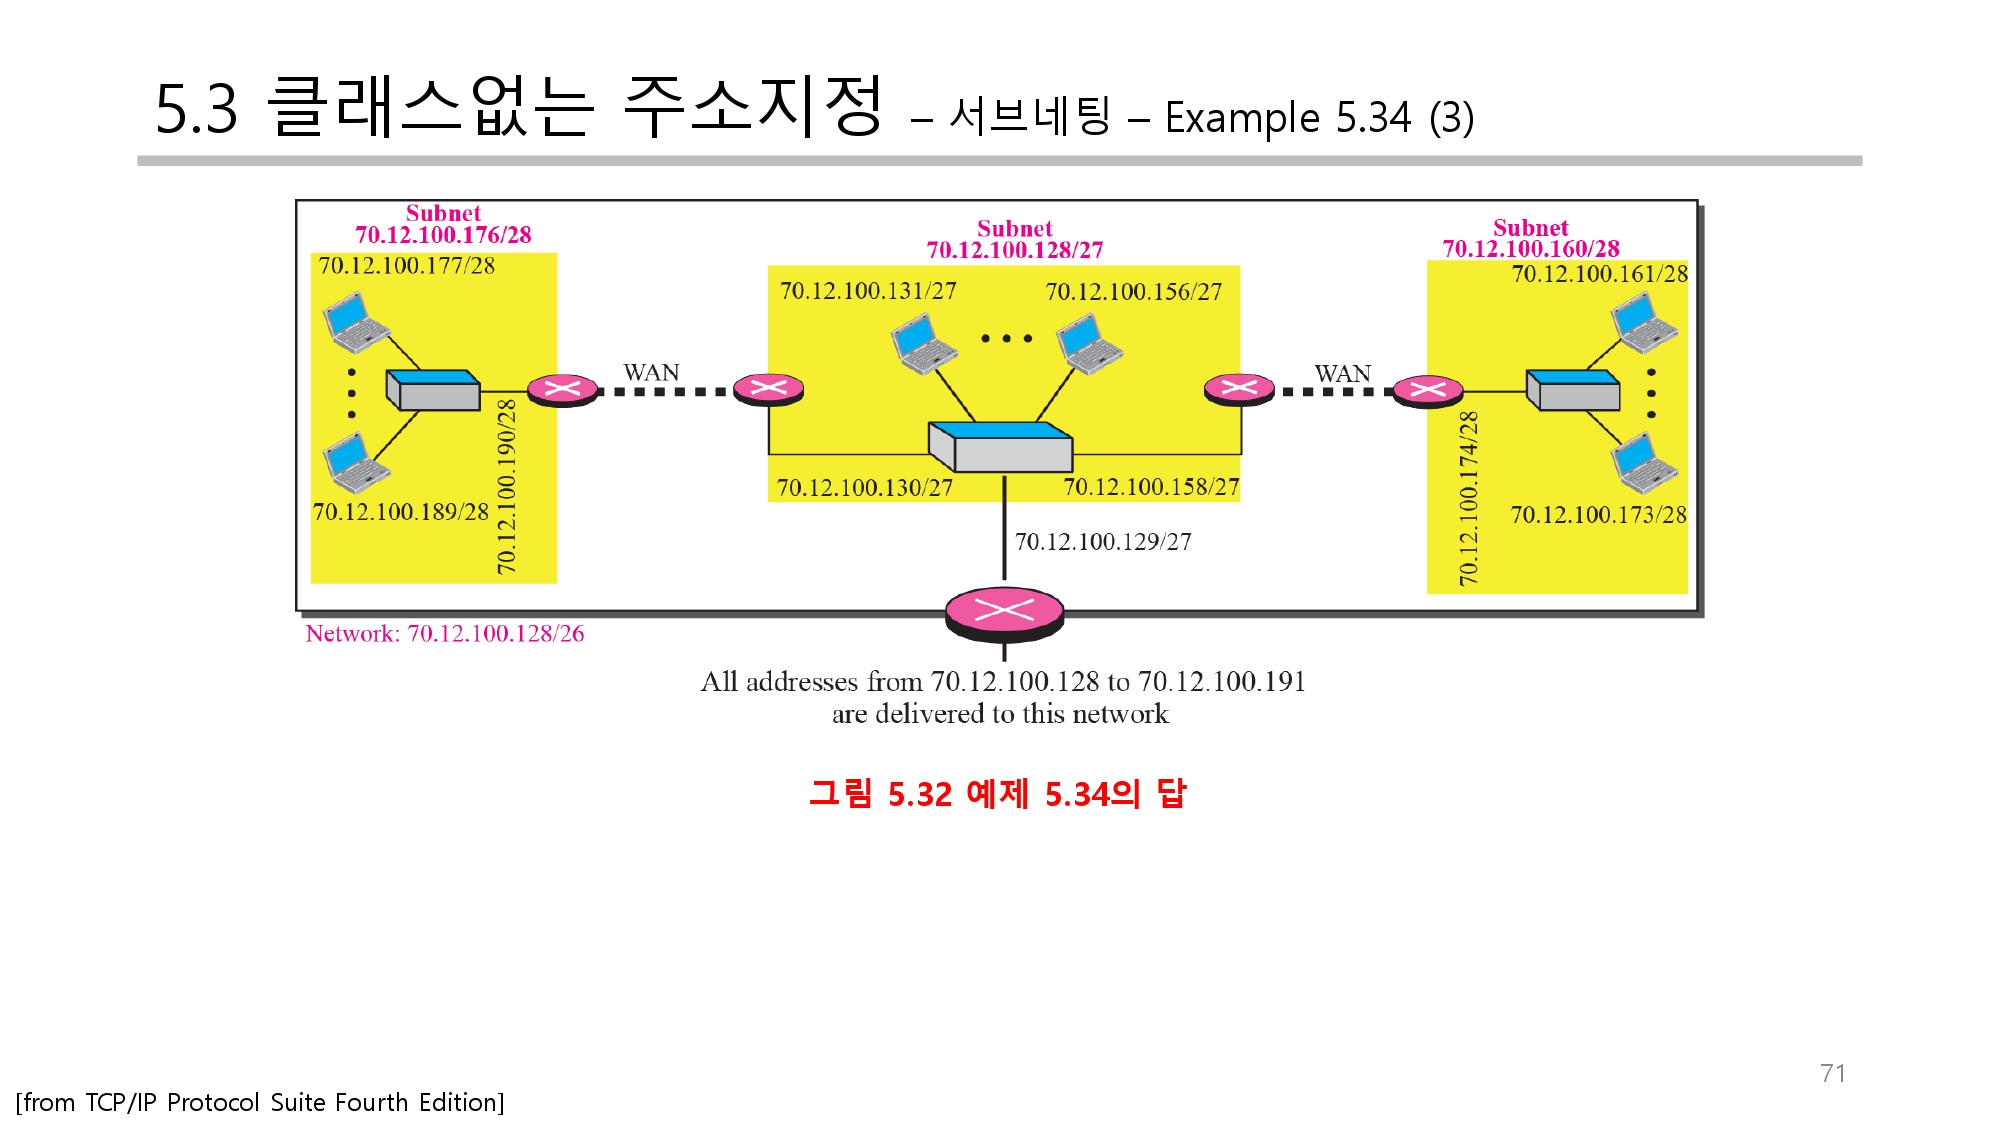 5.3 클래스없는 주소지정 – 서브네팅 – Example 5.34 (3)
Subnet
70.12.100.176/28
70.12.100.177/28
70.12.100.189/28
70.12.100.190/28
WAN
Subnet
70.12.100.128/27
70.12.100.131/27
70.12.100.156/27
70.12.100.130/27
70.12.100.158/27
70.12.100.129/27
WAN
Subnet
70.12.100.160/28
70.12.100.161/28
70.12.100.174/28
70.12.100.173/28
Network: 70.12.100.128/26
All addresses from 70.12.100.128 to 70.12.100.191
are delivered to this network
그림 5.32 예제 5.34의 답
71
[from TCP/IP Protocol Suite Fourth Edition]